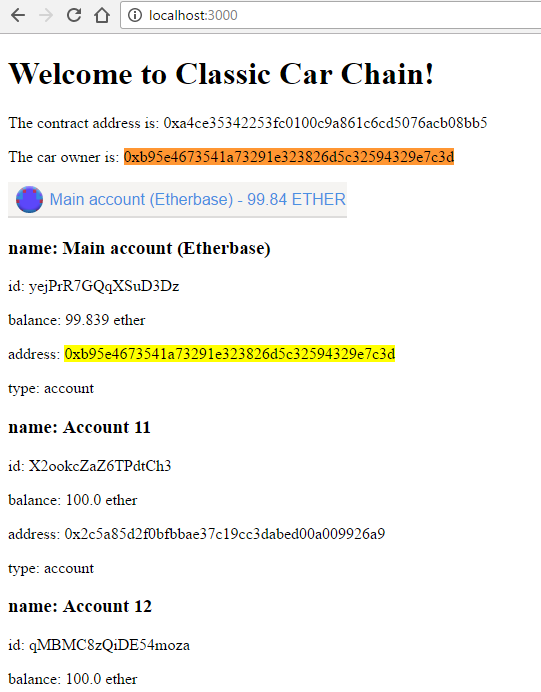 localhost:3000
Welcome to Classic Car Chain!
The contract address is: 0xa4ce35342253fc0100c9a861c6cd5076acb08bb5
The car owner is: 0xb95e4673541a73291e323826d5c32594329e7c3d
Main account (Etherbase) - 99.84 ETHER
name: Main account (Etherbase)
id: yejPrR7GQqXSuD3Dz
balance: 99.839 ether
address: 0xb95e4673541a73291e323826d5c32594329e7c3d
type: account
name: Account 11
id: X2ookcZaZ6TPdtCh3
balance: 100.0 ether
address: 0x2c5a85d2f0bfbbae37c19cc3dabed00a009926a9
type: account
name: Account 12
id: qMBMC8zQiDE54moza
balance: 100.0 ether